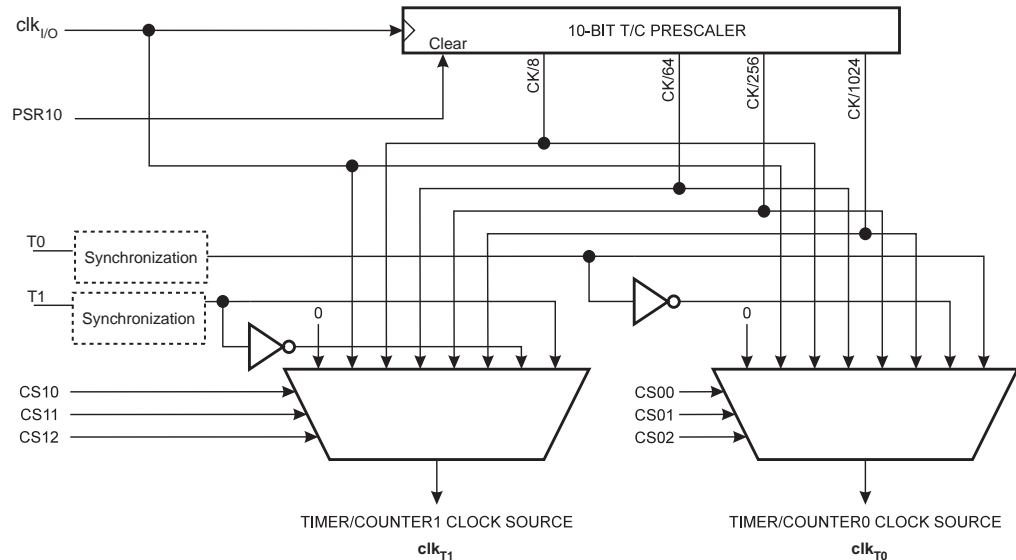 clkI/O
10-BIT T/C PRESCALER
Clear
CK/8
CK/64
CK/256
CK/1024
PSR10
T0
Synchronization
T1
Synchronization
0
0
CS10
CS11
CS12
CS00
CS01
CS02
TIMER/COUNTER1 CLOCK SOURCE
clkT1
TIMER/COUNTER0 CLOCK SOURCE
clkT0